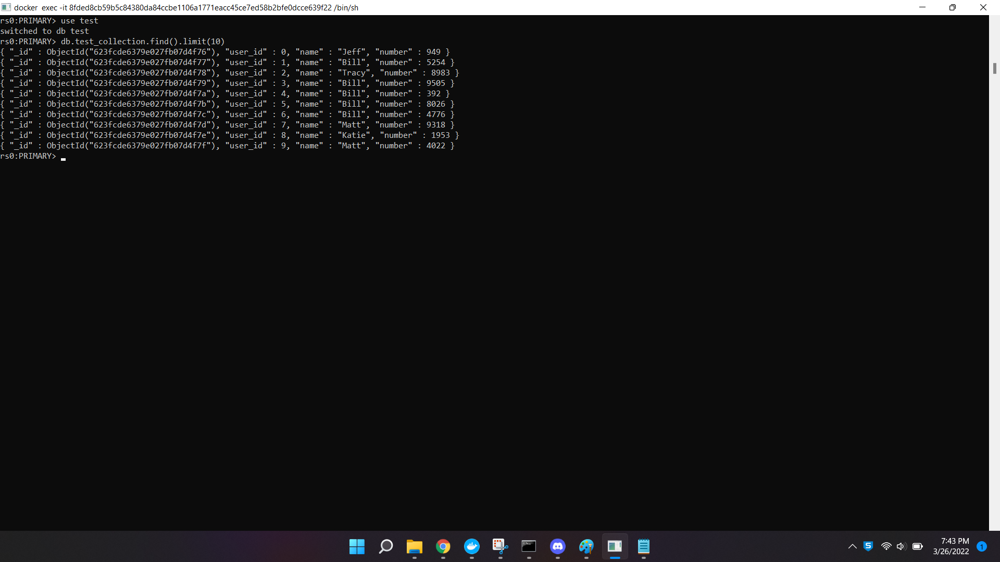 docker  exec -it 8fded8cb59b5c84380da84ccbe1106a1771eacc45ce7ed58b2bfe0dcce639f22 /bin/sh
rs0:PRIMARY> use test
switched to db test
rs0:PRIMARY> db.test_collection.find().limit(10)
{ "_id" : ObjectId("623fcde6379e027fb07d4f76"), "user_id" : 0, "name" : "Jeff", "number" : 949 }
{ "_id" : ObjectId("623fcde6379e027fb07d4f77"), "user_id" : 1, "name" : "Bill", "number" : 5254 }
{ "_id" : ObjectId("623fcde6379e027fb07d4f78"), "user_id" : 2, "name" : "Tracy", "number" : 8983 }
{ "_id" : ObjectId("623fcde6379e027fb07d4f79"), "user_id" : 3, "name" : "Bill", "number" : 9505 }
{ "_id" : ObjectId("623fcde6379e027fb07d4f7a"), "user_id" : 4, "name" : "Bill", "number" : 392 }
{ "_id" : ObjectId("623fcde6379e027fb07d4f7b"), "user_id" : 5, "name" : "Bill", "number" : 8026 }
{ "_id" : ObjectId("623fcde6379e027fb07d4f7c"), "user_id" : 6, "name" : "Bill", "number" : 4776 }
{ "_id" : ObjectId("623fcde6379e027fb07d4f7d"), "user_id" : 7, "name" : "Matt", "number" : 9318 }
{ "_id" : ObjectId("623fcde6379e027fb07d4f7e"), "user_id" : 8, "name" : "Katie", "number" : 1953 }
{ "_id" : ObjectId("623fcde6379e027fb07d4f7f"), "user_id" : 9, "name" : "Matt", "number" : 4022 }
rs0:PRIMARY>
S
7:43 PM
3/26/2022
1